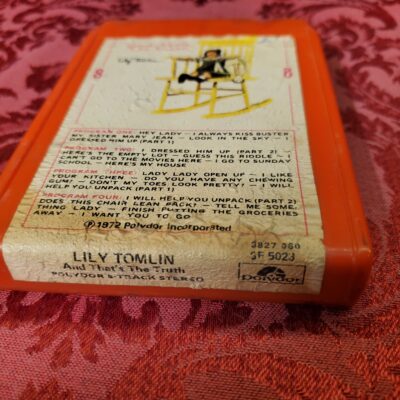 PROGRAM ONE: HEY LADY – I ALWAYS KISS BUSTER
MY SISTER MARY JEAN – LOOK IN THE SKY – I
DRESSED HIM UP (PART 1)
PROGRAM TWO: I DRESSED HIM UP (PART 2) –
HERE'S THE EMPTY LOT – GUESS THIS RIDDLE – I
CAN'T GO TO THE MOVIES HERE – I GO TO SUNDAY
SCHOOL – HERE'S MY HOUSE
PROGRAM THREE: LADY LADY OPEN UP – I LIKE
YOUR KITCHEN – DO YOU HAVE ANY CHEWING
GUM – DON'T MY TOES LOOK PRETTY? – I WILL
HELP YOU UNPACK (PART 1)
PROGRAM FOUR: I WILL HELP YOU UNPACK (PART 2)
DOES THIS CHAIR LEAN BACK? – TELL ME SOME-
THING LADY – FINISH PUTTING THE GROCERIES
AWAY – I WANT YOU TO GO
Ⓟ 1972 Polydor Incorporated
LILY TOMLIN
And That's The Truth
POLYDOR 8-TRACK STEREO
3827 060
8F 5023
Polydor